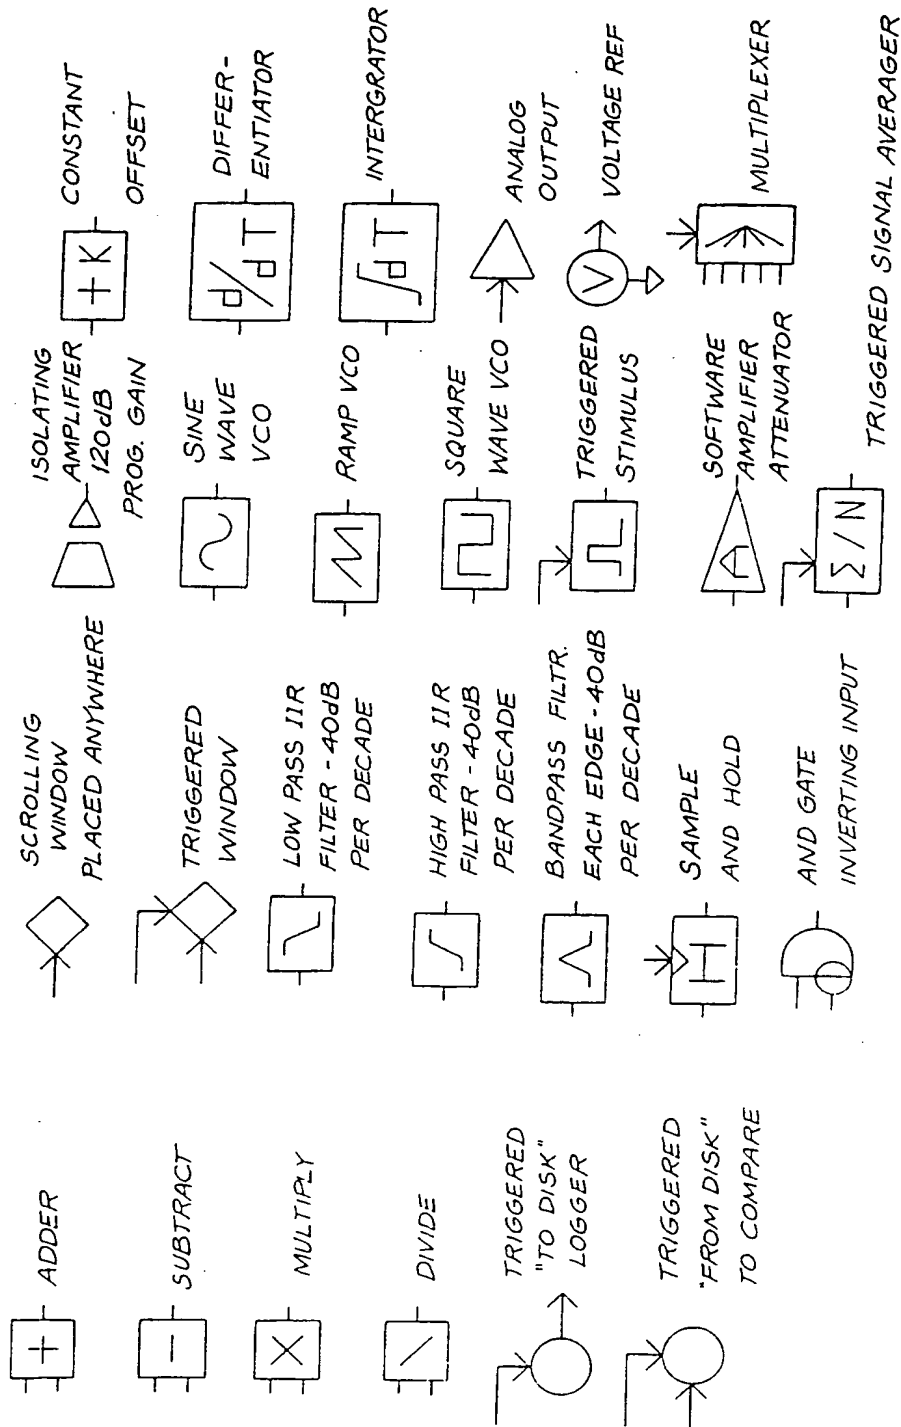 + ADDER
− SUBTRACT
× MULTIPLY
DIVIDE
TRIGGERED
"TO DISK"
LOGGER
TRIGGERED
"FROM DISK"
TO COMPARE
SCROLLING
WINDOW
PLACED ANYWHERE
TRIGGERED
WINDOW
LOW PASS IIR
FILTER - 40dB
PER DECADE
HIGH PASS IIR
FILTER - 40dB
PER DECADE
BANDPASS FILTR.
EACH EDGE - 40dB
PER DECADE
H
SAMPLE
AND HOLD
AND GATE
INVERTING INPUT
ISOLATING
AMPLIFIER
120dB
PROG. GAIN
SINE
WAVE
VCO
RAMP VCO
SQUARE
WAVE VCO
TRIGGERED
STIMULUS
A
SOFTWARE
AMPLIFIER
ATTENUATOR
Σ/N
TRIGGERED SIGNAL AVERAGER
+K
CONSTANT
OFFSET
d/dT
DIFFER-
ENTIATOR
∫dT
INTERGRATOR
ANALOG
OUTPUT
V
VOLTAGE REF
MULTIPLEXER